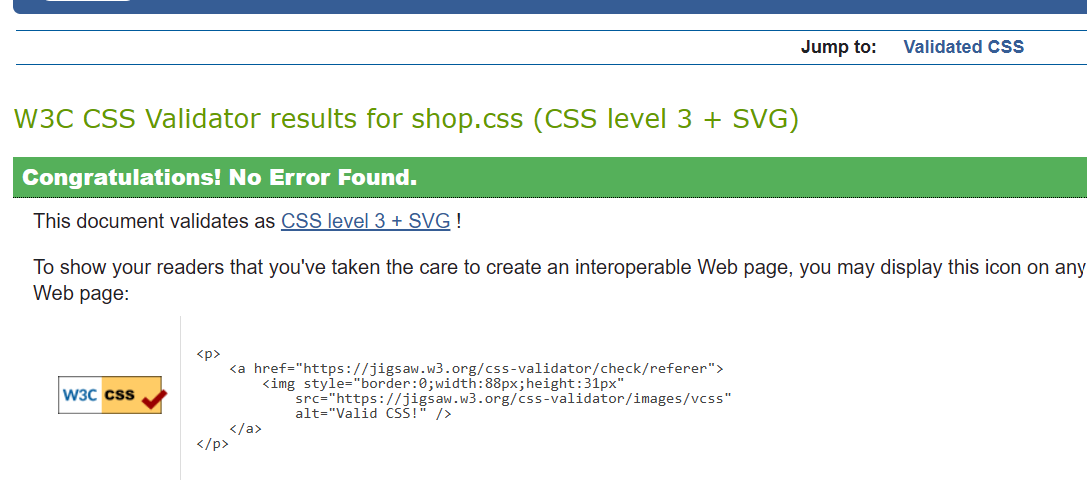 Jump to: Validated CSS
W3C CSS Validator results for shop.css (CSS level 3 + SVG)
Congratulations! No Error Found.
This document validates as CSS level 3 + SVG !
To show your readers that you've taken the care to create an interoperable Web page, you may display this icon on any
Web page:
W3C css
<p>
<a href="https://jigsaw.w3.org/css-validator/check/referer">
<img style="border:0;width:88px;height:31px"
src="https://jigsaw.w3.org/css-validator/images/vcss"
alt="Valid CSS!" />
</a>
</p>